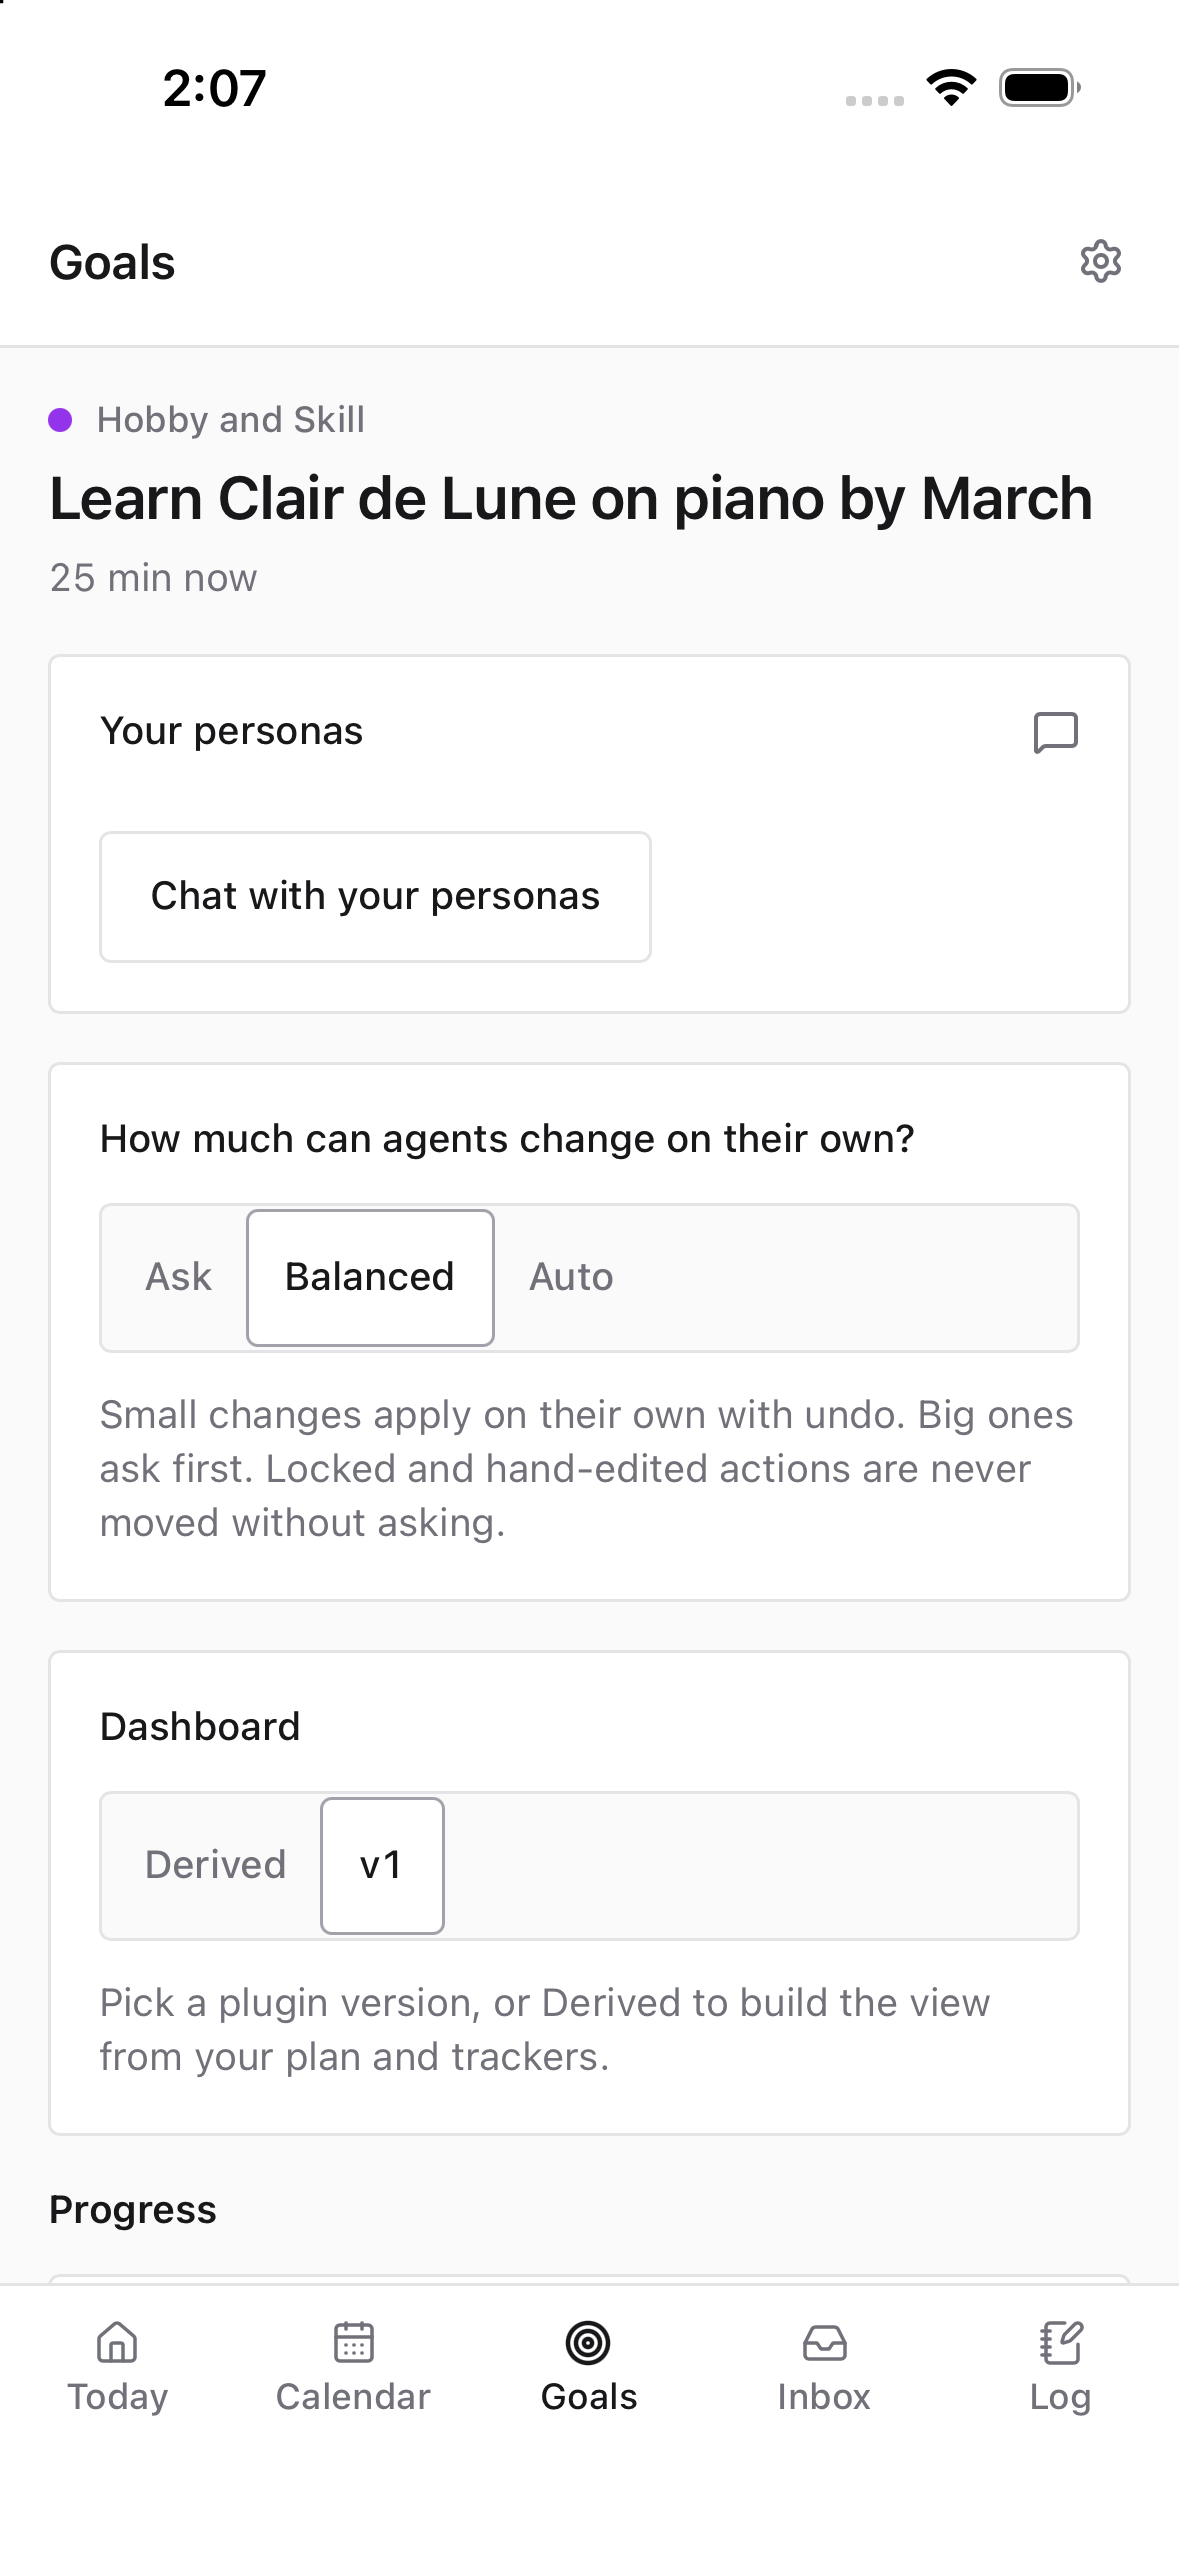 2:07
Goals
Hobby and Skill
Learn Clair de Lune on piano by March
25 min now
Your personas
Chat with your personas
How much can agents change on their own?
Ask Balanced Auto
Small changes apply on their own with undo. Big ones
ask first. Locked and hand-edited actions are never
moved without asking.
Dashboard
Derived v1
Pick a plugin version, or Derived to build the view
from your plan and trackers.
Progress
Today Calendar Goals Inbox Log